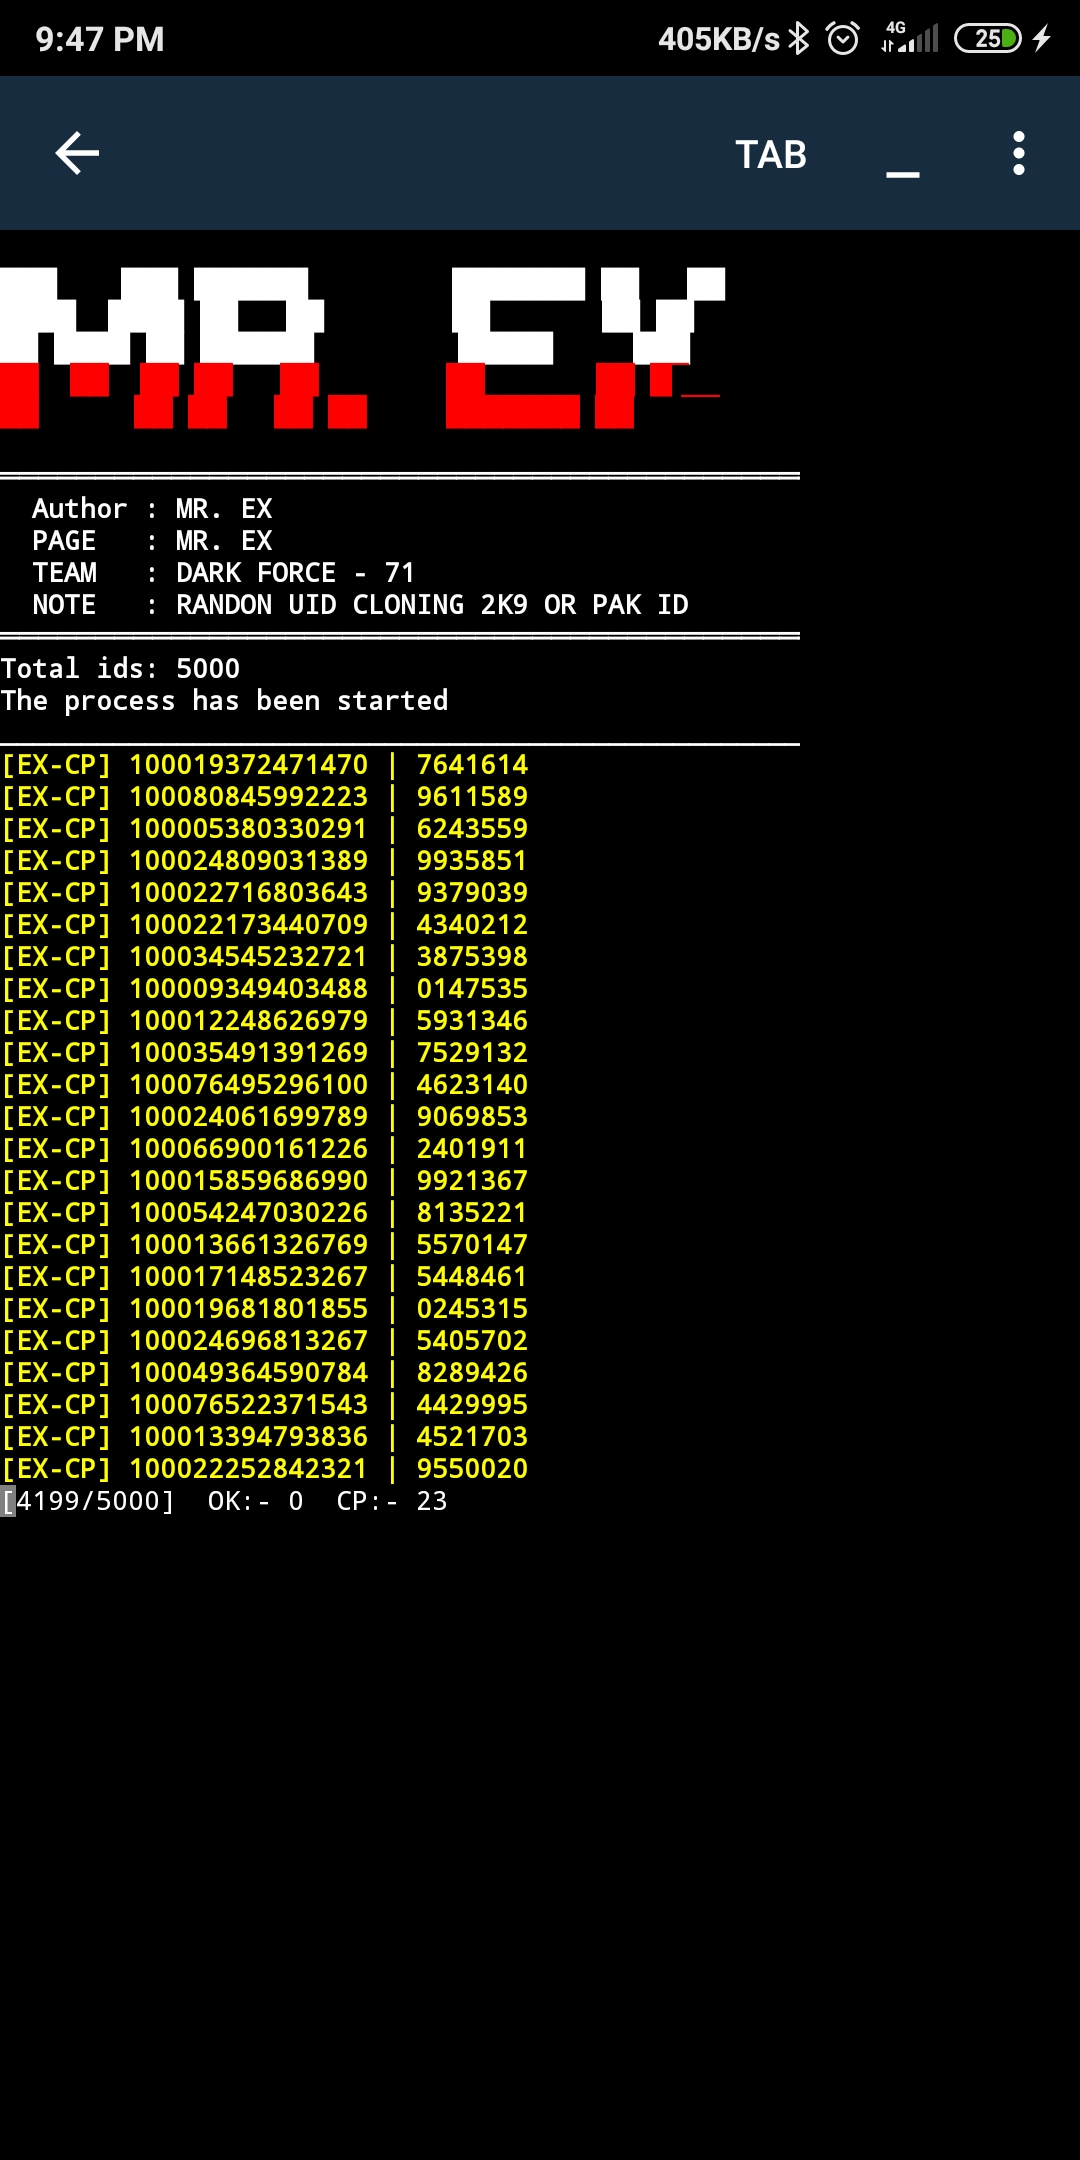 9:47 PM 405KB/s 4G 25
TAB _
MR. EX
Author : MR. EX
PAGE : MR. EX
TEAM : DARK FORCE - 71
NOTE : RANDON UID CLONING 2K9 OR PAK ID
Total ids: 5000
The process has been started
[EX-CP] 100019372471470 | 7641614
[EX-CP] 100080845992223 | 9611589
[EX-CP] 100005380330291 | 6243559
[EX-CP] 100024809031389 | 9935851
[EX-CP] 100022716803643 | 9379039
[EX-CP] 100022173440709 | 4340212
[EX-CP] 100034545232721 | 3875398
[EX-CP] 100009349403488 | 0147535
[EX-CP] 100012248626979 | 5931346
[EX-CP] 100035491391269 | 7529132
[EX-CP] 100076495296100 | 4623140
[EX-CP] 100024061699789 | 9069853
[EX-CP] 100066900161226 | 2401911
[EX-CP] 100015859686990 | 9921367
[EX-CP] 100054247030226 | 8135221
[EX-CP] 100013661326769 | 5570147
[EX-CP] 100017148523267 | 5448461
[EX-CP] 100019681801855 | 0245315
[EX-CP] 100024696813267 | 5405702
[EX-CP] 100049364590784 | 8289426
[EX-CP] 100076522371543 | 4429995
[EX-CP] 100013394793836 | 4521703
[EX-CP] 100022252842321 | 9550020
[4199/5000] OK:- 0 CP:- 23